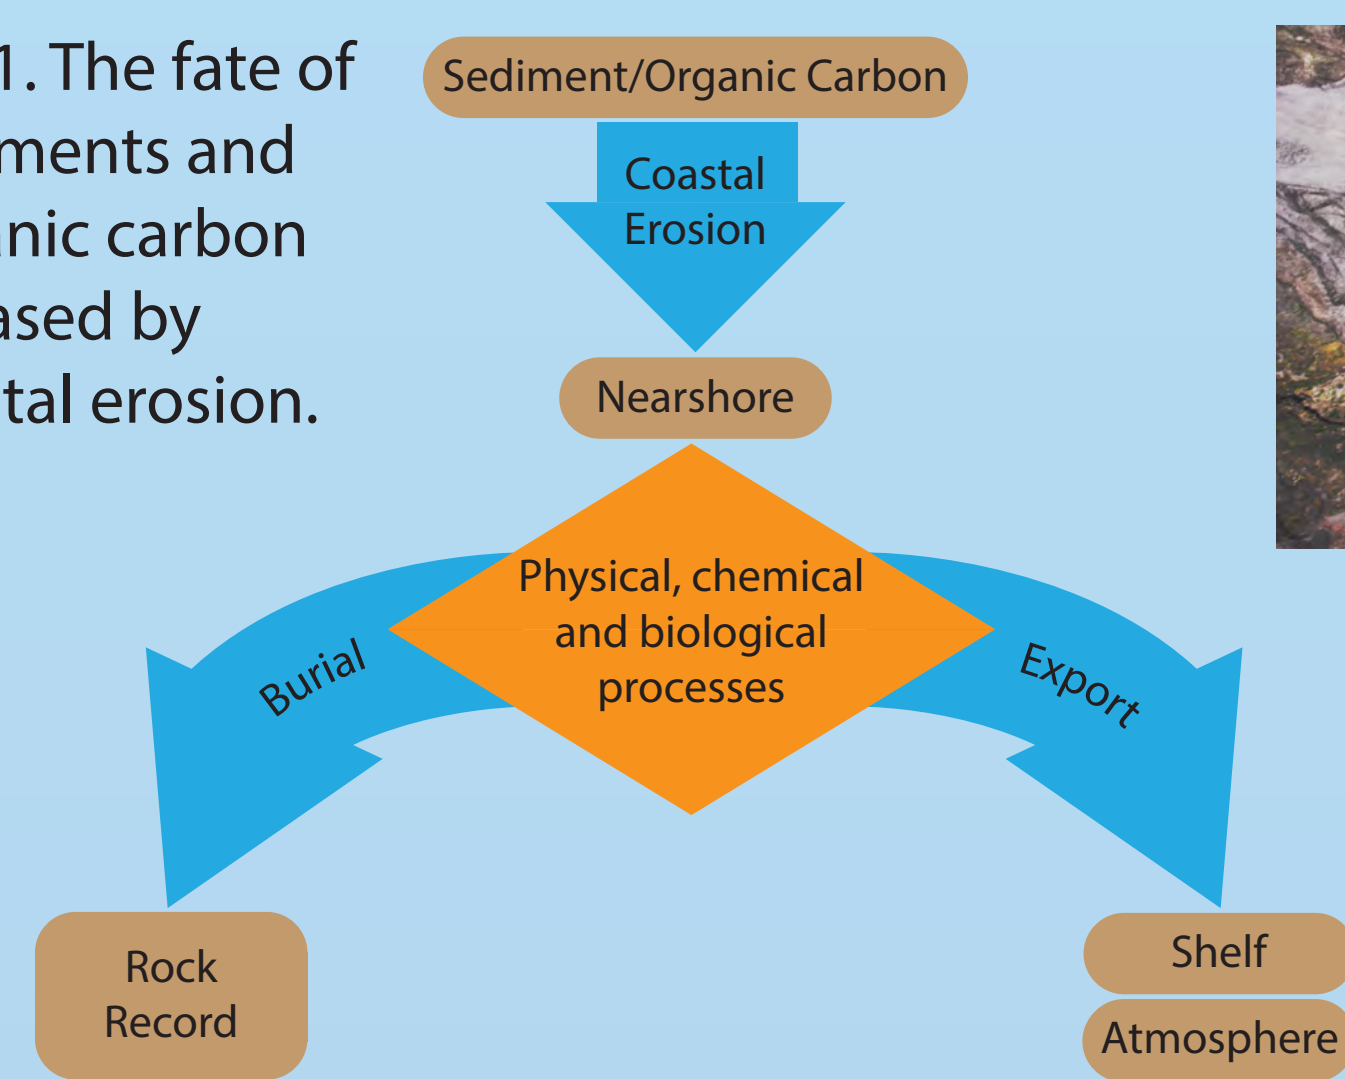 1. The fate of
ments and
anic carbon
ased by
tal erosion.
Sediment/Organic Carbon
Coastal
Erosion
Nearshore
Physical, chemical
and biological
processes
Burial
Export
Rock
Record
Shelf
Atmosphere